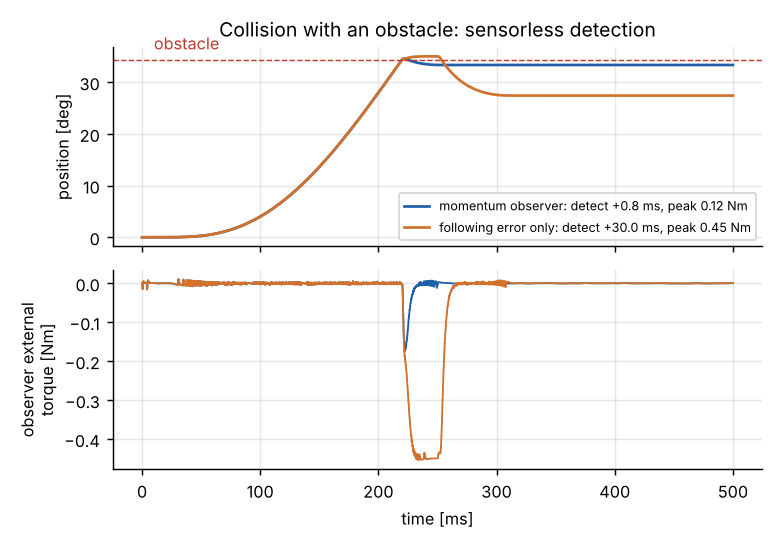 Collision with an obstacle: sensorless detection
obstacle
position [deg]
30
20
10
0
momentum observer: detect +0.8 ms, peak 0.12 Nm
following error only: detect +30.0 ms, peak 0.45 Nm
observer external
torque [Nm]
0.0
−0.1
−0.2
−0.3
−0.4
0 100 200 300 400 500
time [ms]